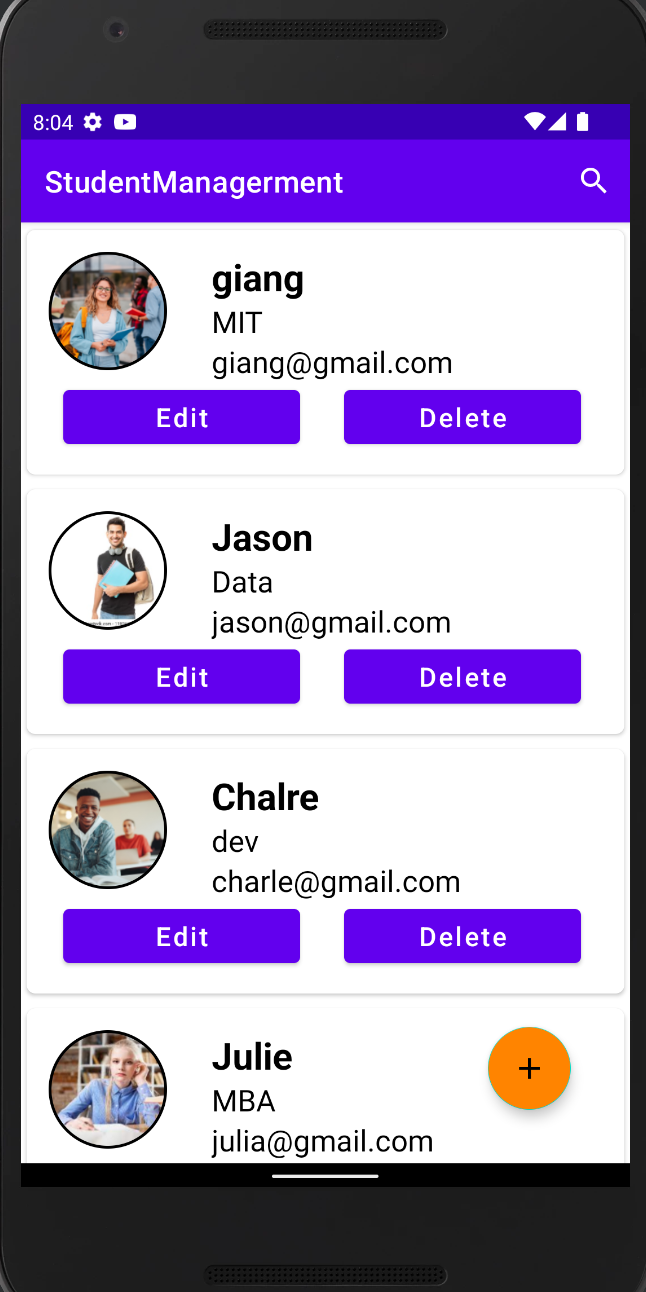 8:04
StudentManagerment
giang
MIT
giang@gmail.com
Edit Delete
Jason
Data
jason@gmail.com
Edit Delete
Chalre
dev
charle@gmail.com
Edit Delete
Julie
MBA
julia@gmail.com
+